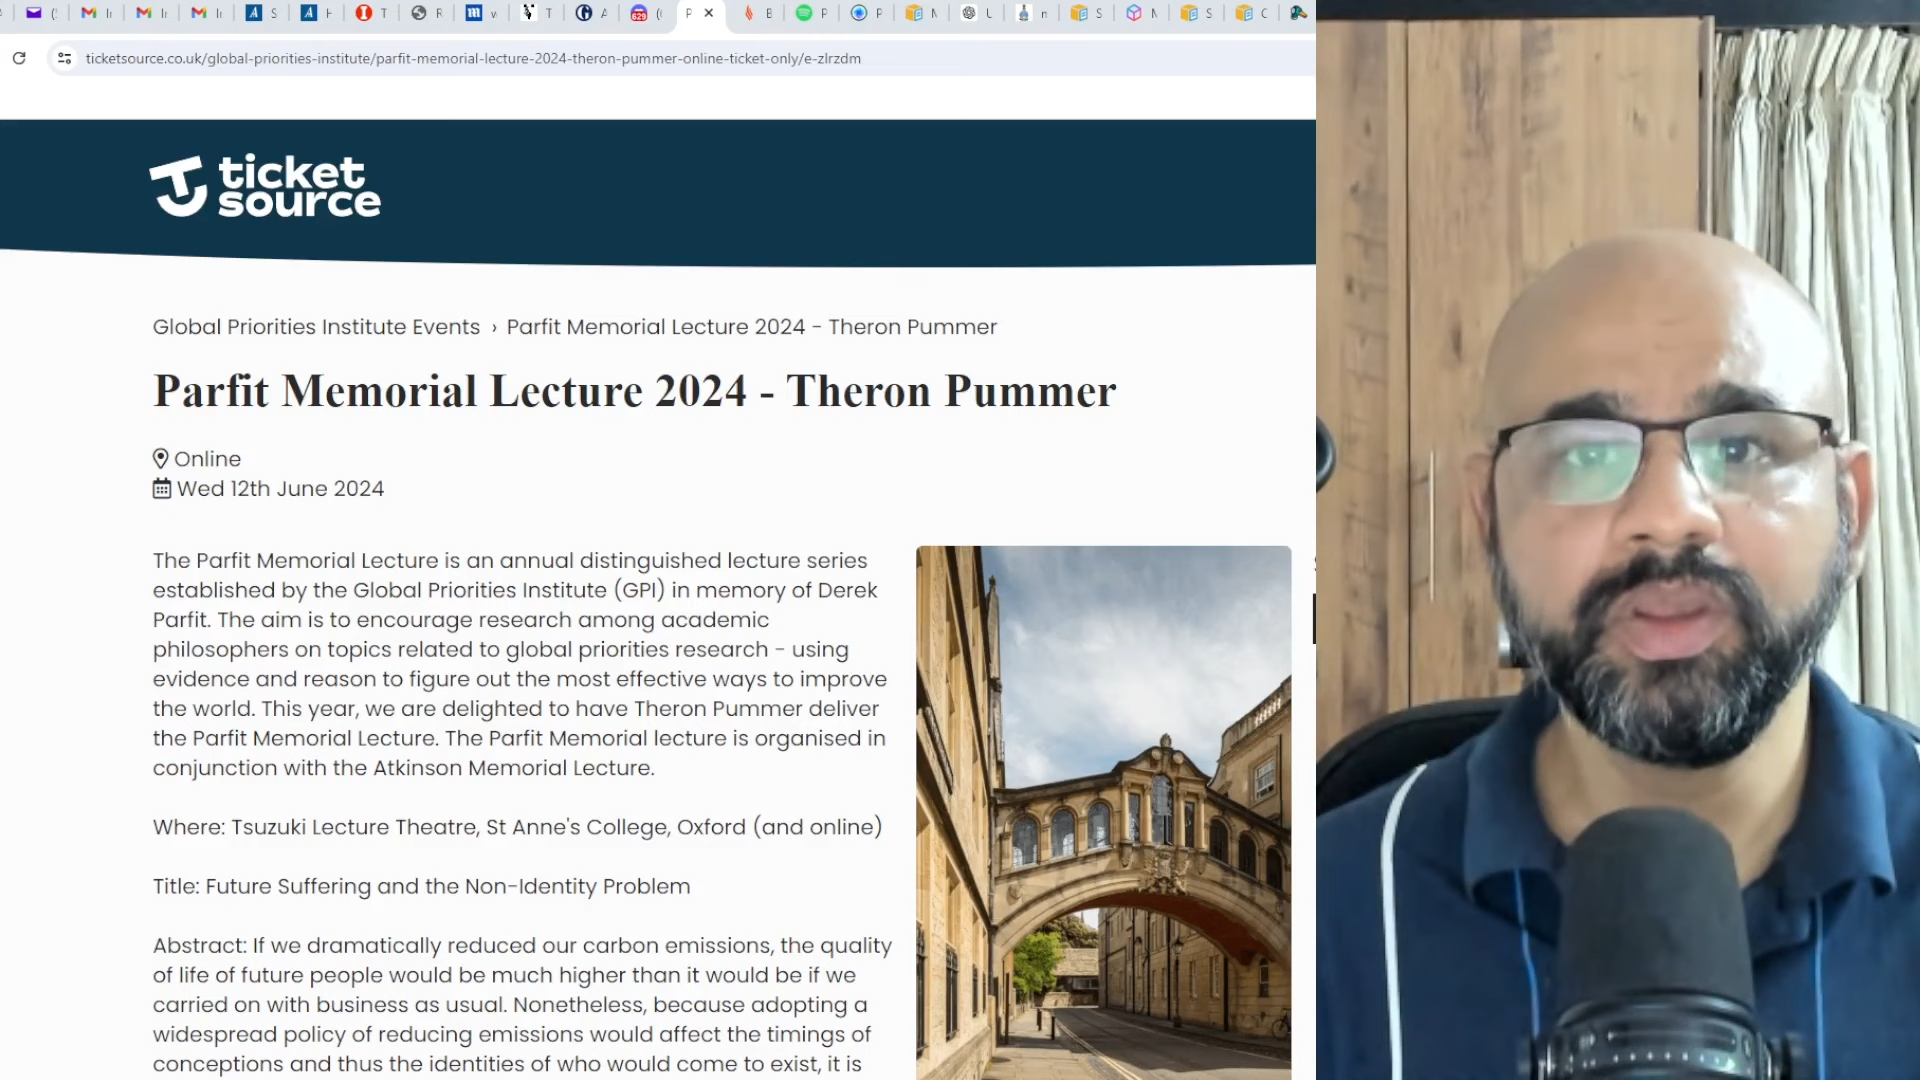 ticketsource.co.uk/global-priorities-institute/parfit-memorial-lecture-2024-theron-pummer-online-ticket-only/e-zlrzdm
ticket
source
Global Priorities Institute Events › Parfit Memorial Lecture 2024 - Theron Pummer
Parfit Memorial Lecture 2024 - Theron Pummer
Online
Wed 12th June 2024
The Parfit Memorial Lecture is an annual distinguished lecture series
established by the Global Priorities Institute (GPI) in memory of Derek
Parfit. The aim is to encourage research among academic
philosophers on topics related to global priorities research - using
evidence and reason to figure out the most effective ways to improve
the world. This year, we are delighted to have Theron Pummer deliver
the Parfit Memorial Lecture. The Parfit Memorial lecture is organised in
conjunction with the Atkinson Memorial Lecture.
Where: Tsuzuki Lecture Theatre, St Anne's College, Oxford (and online)
Title: Future Suffering and the Non-Identity Problem
Abstract: If we dramatically reduced our carbon emissions, the quality
of life of future people would be much higher than it would be if we
carried on with business as usual. Nonetheless, because adopting a
widespread policy of reducing emissions would affect the timings of
conceptions and thus the identities of who would come to exist, it is